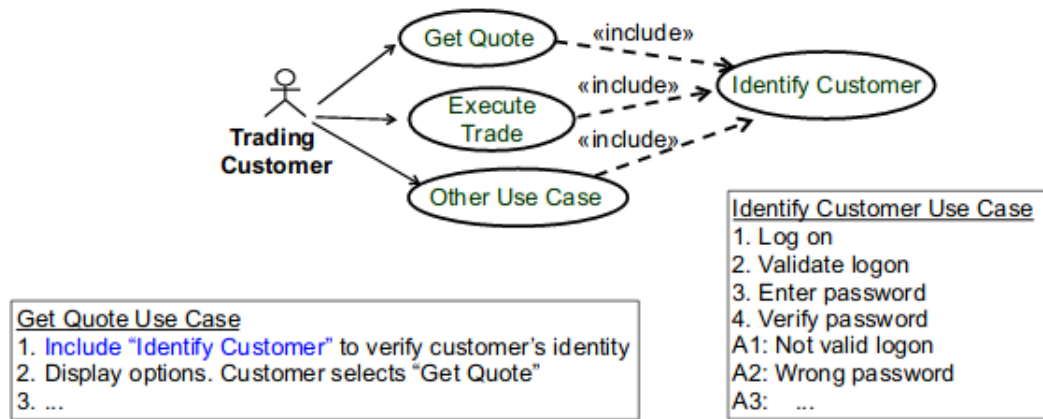 Get Quote
«include»
Identify Customer
«include»
Execute
Trade
Trading
Customer
«include»
Other Use Case
Identify Customer Use Case
1. Log on
2. Validate logon
3. Enter password
4. Verify password
A1: Not valid logon
A2: Wrong password
A3: ...
Get Quote Use Case
1. Include “Identify Customer” to verify customer’s identity
2. Display options. Customer selects “Get Quote”
3. ...